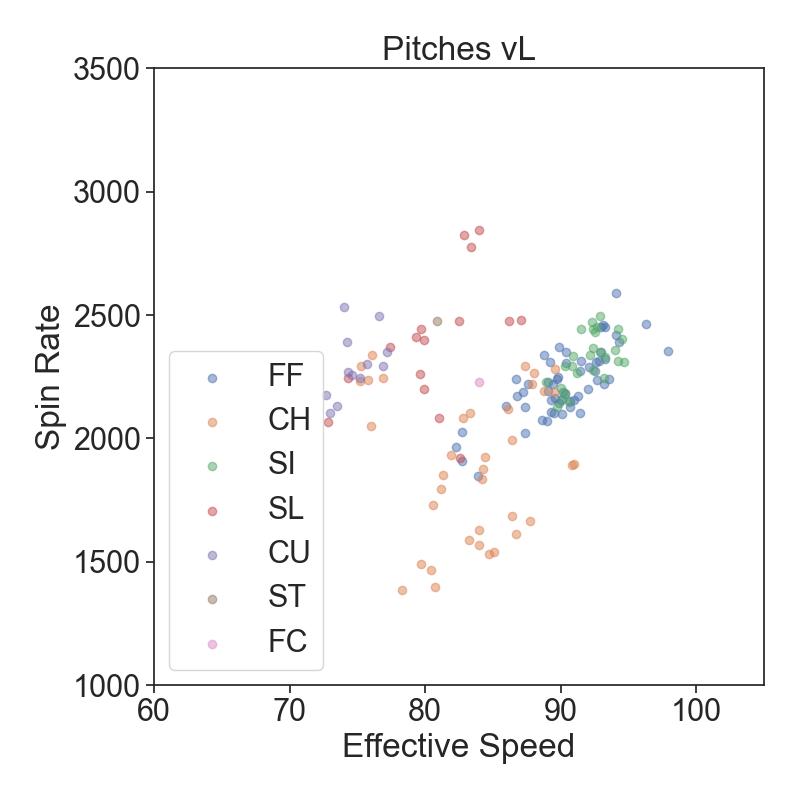 Pitches vL
3500
3000
2500
2000
1500
1000
Spin Rate
FF
CH
SI
SL
CU
ST
FC
60 70 80 90 100
Effective Speed